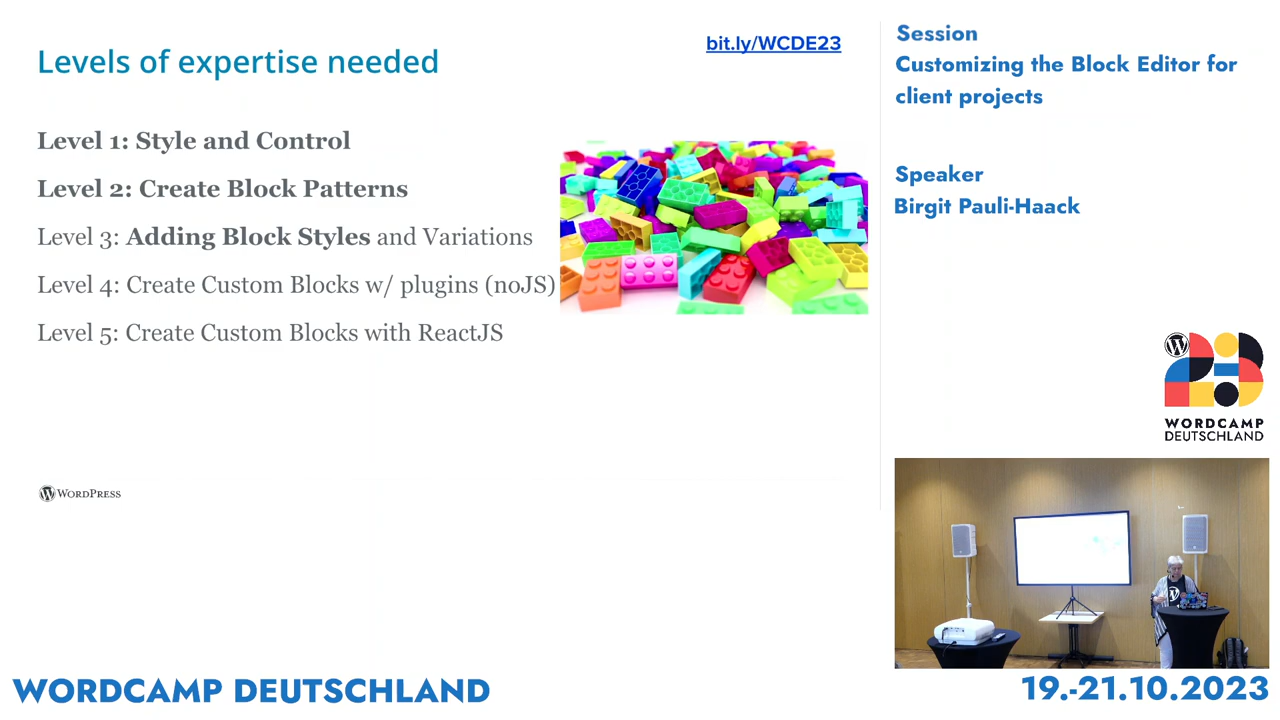 Levels of expertise needed
bit.ly/WCDE23
Level 1: Style and Control
Level 2: Create Block Patterns
Level 3: Adding Block Styles and Variations
Level 4: Create Custom Blocks w/ plugins (noJS)
Level 5: Create Custom Blocks with ReactJS
WORDPRESS
Session
Customizing the Block Editor for
client projects
Speaker
Birgit Pauli-Haack
WORDCAMP
DEUTSCHLAND
WORDCAMP DEUTSCHLAND
19.-21.10.2023